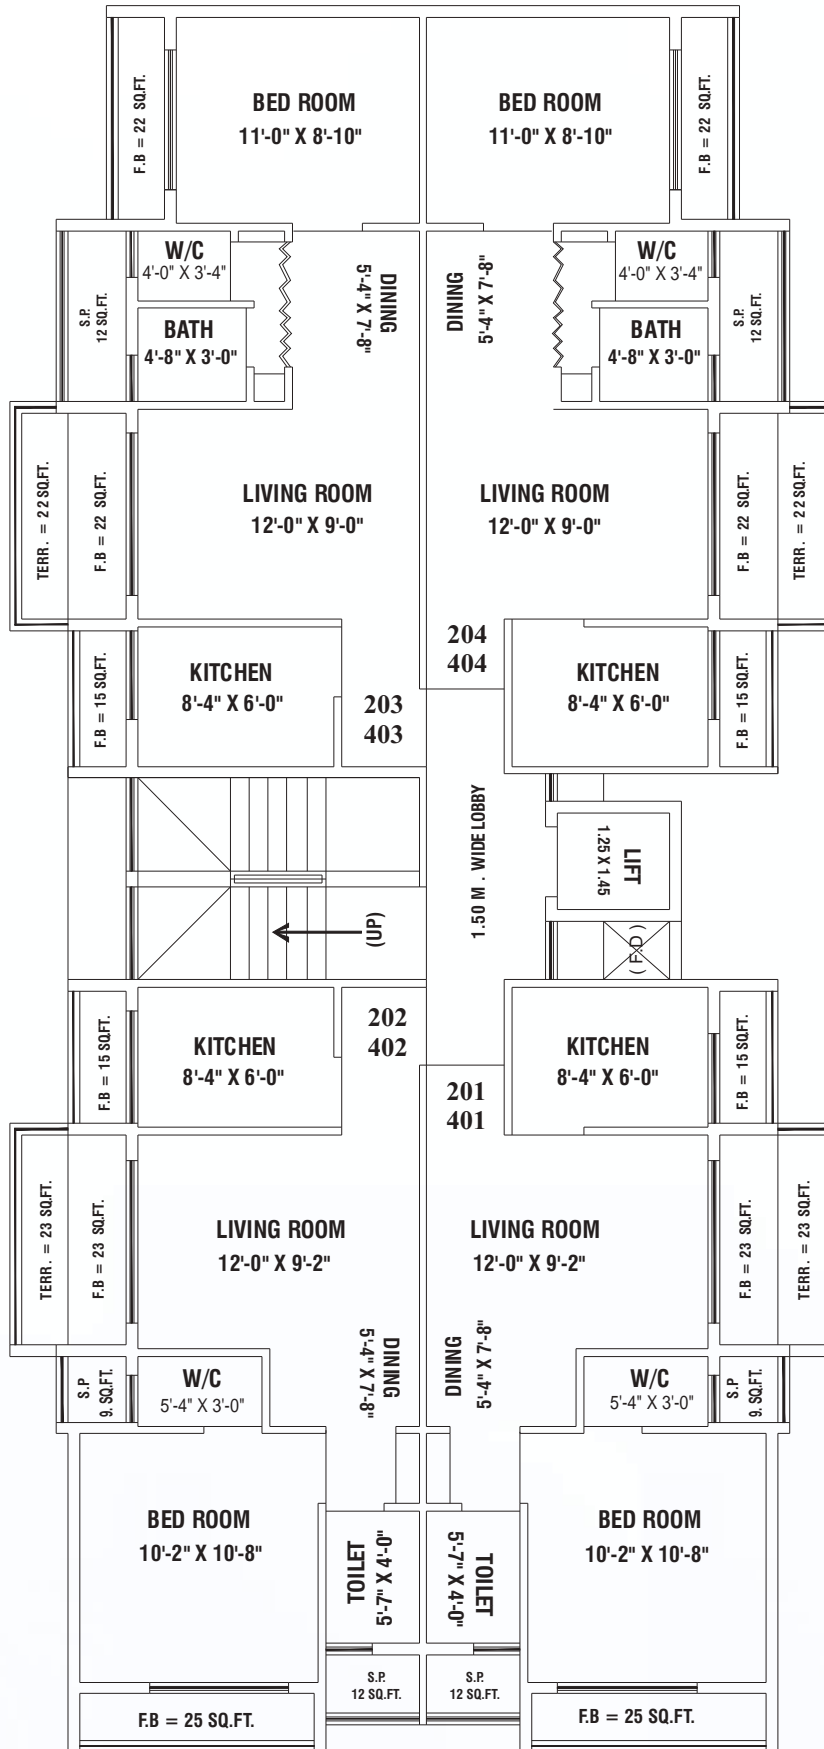 F.B = 22 SQ.FT.
BED ROOM
11'-0" X 8'-10"
BED ROOM
11'-0" X 8'-10"
F.B = 22 SQ.FT.
S.P.
12 SQ.FT.
W/C
4'-0" X 3'-4"
BATH
4'-8" X 3'-0"
DINING
5'-4" X 7'-8"
DINING
5'-4" X 7'-8"
W/C
4'-0" X 3'-4"
BATH
4'-8" X 3'-0"
S.P.
12 SQ.FT.
TERR. = 22 SQ.FT.
F.B = 22 SQ.FT.
LIVING ROOM
12'-0" X 9'-0"
LIVING ROOM
12'-0" X 9'-0"
F.B = 22 SQ.FT.
TERR. = 22 SQ.FT.
F.B = 15 SQ.FT.
KITCHEN
8'-4" X 6'-0"
203
403
204
404
KITCHEN
8'-4" X 6'-0"
F.B = 15 SQ.FT.
(UP)
1.50 M . WIDE LOBBY
LIFT
1.25 X 1.45
( F.D )
F.B = 15 SQ.FT.
KITCHEN
8'-4" X 6'-0"
202
402
201
401
KITCHEN
8'-4" X 6'-0"
F.B = 15 SQ.FT.
TERR. = 23 SQ.FT.
F.B = 23 SQ.FT.
LIVING ROOM
12'-0" X 9'-2"
LIVING ROOM
12'-0" X 9'-2"
F.B = 23 SQ.FT.
TERR. = 23 SQ.FT.
S.P
9. SQ.FT.
W/C
5'-4" X 3'-0"
DINING
5'-4" X 7'-8"
DINING
5'-4" X 7'-8"
W/C
5'-4" X 3'-0"
S.P
9. SQ.FT.
BED ROOM
10'-2" X 10'-8"
TOILET
5'-7" X 4'-0"
TOILET
5'-7" X 4'-0"
BED ROOM
10'-2" X 10'-8"
S.P.
12 SQ.FT.
S.P.
12 SQ.FT.
F.B = 25 SQ.FT.
F.B = 25 SQ.FT.